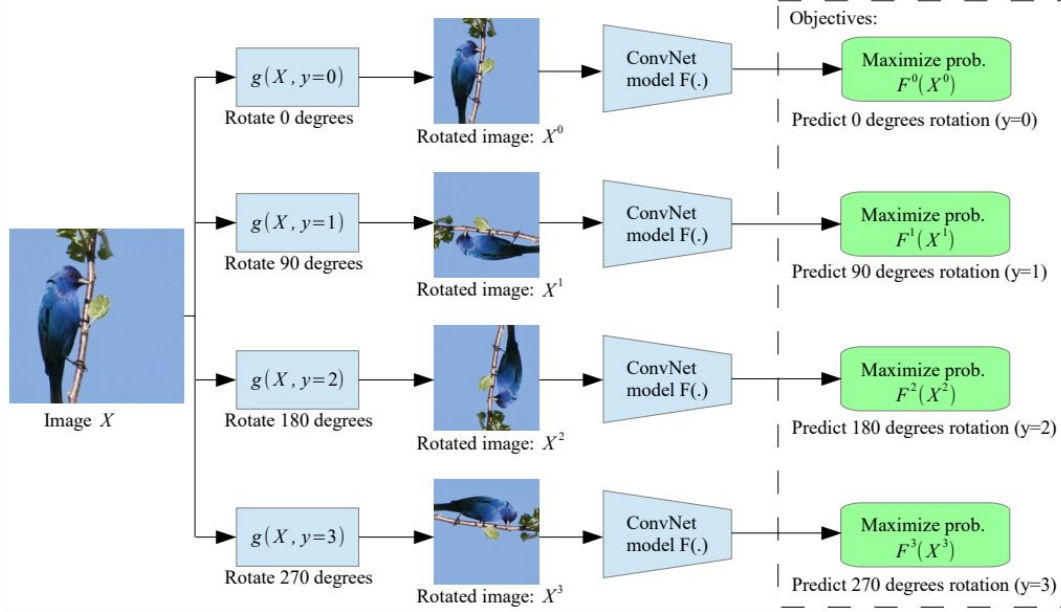 Objectives:
g(X, y=0)
Rotate 0 degrees
Rotated image: X⁰
ConvNet
model F(.)
Maximize prob.
F⁰(X⁰)
Predict 0 degrees rotation (y=0)
g(X, y=1)
Rotate 90 degrees
Rotated image: X¹
ConvNet
model F(.)
Maximize prob.
F¹(X¹)
Predict 90 degrees rotation (y=1)
Image X
g(X, y=2)
Rotate 180 degrees
Rotated image: X²
ConvNet
model F(.)
Maximize prob.
F²(X²)
Predict 180 degrees rotation (y=2)
g(X, y=3)
Rotate 270 degrees
Rotated image: X³
ConvNet
model F(.)
Maximize prob.
F³(X³)
Predict 270 degrees rotation (y=3)